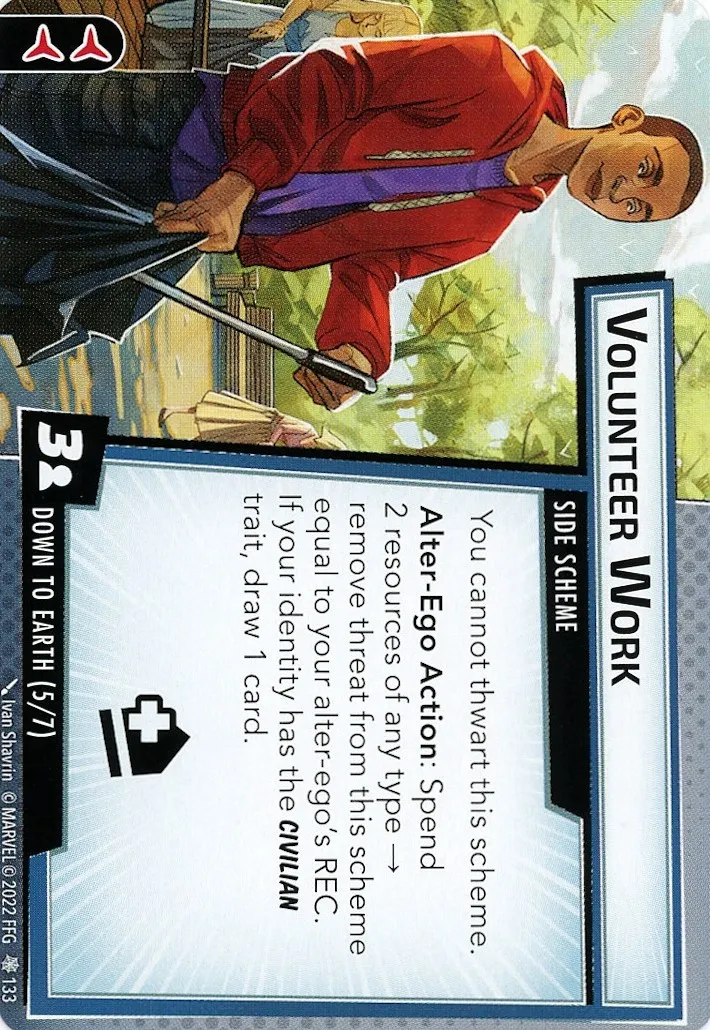 VOLUNTEER WORK
SIDE SCHEME
You cannot thwart this scheme.
Alter-Ego Action: Spend
2 resources of any type →
remove threat from this scheme
equal to your alter-ego's REC.
If your identity has the CIVILIAN
trait, draw 1 card.
3
DOWN TO EARTH (5/7)
Ivan Shavrin © MARVEL © 2022 FFG 133